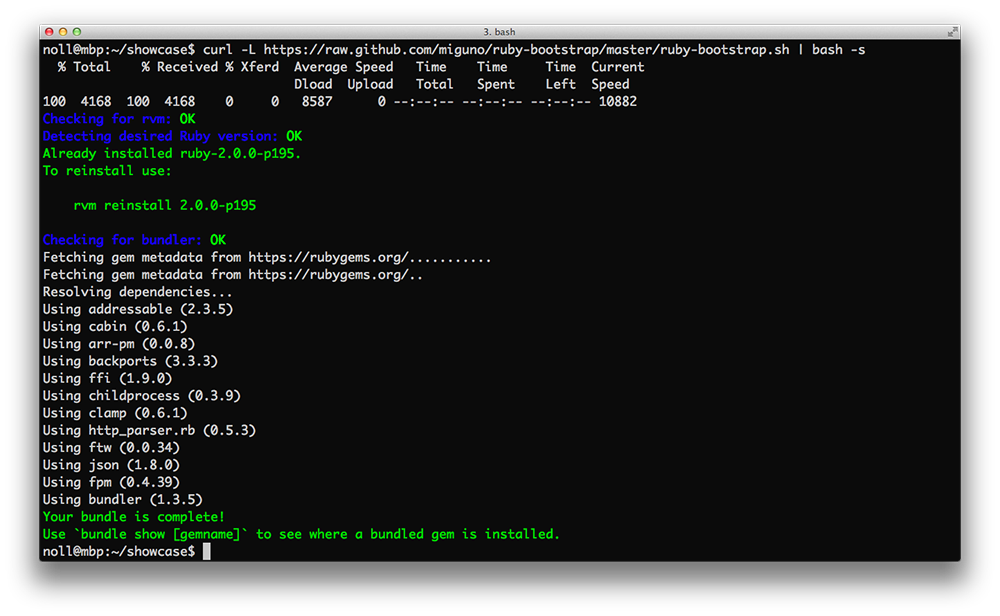 3. bash
noll@mbp:~/showcase$ curl -L https://raw.github.com/miguno/ruby-bootstrap/master/ruby-bootstrap.sh | bash -s
  % Total    % Received % Xferd  Average Speed   Time    Time     Time  Current
                                 Dload  Upload   Total   Spent    Left  Speed
100  4168  100  4168    0     0   8587      0 --:--:-- --:--:-- --:--:-- 10882
Checking for rvm: OK
Detecting desired Ruby version: OK
Already installed ruby-2.0.0-p195.
To reinstall use:
    rvm reinstall 2.0.0-p195
Checking for bundler: OK
Fetching gem metadata from https://rubygems.org/...........
Fetching gem metadata from https://rubygems.org/..
Resolving dependencies...
Using addressable (2.3.5)
Using cabin (0.6.1)
Using arr-pm (0.0.8)
Using backports (3.3.3)
Using ffi (1.9.0)
Using childprocess (0.3.9)
Using clamp (0.6.1)
Using http_parser.rb (0.5.3)
Using ftw (0.0.34)
Using json (1.8.0)
Using fpm (0.4.39)
Using bundler (1.3.5)
Your bundle is complete!
Use `bundle show [gemname]` to see where a bundled gem is installed.
noll@mbp:~/showcase$